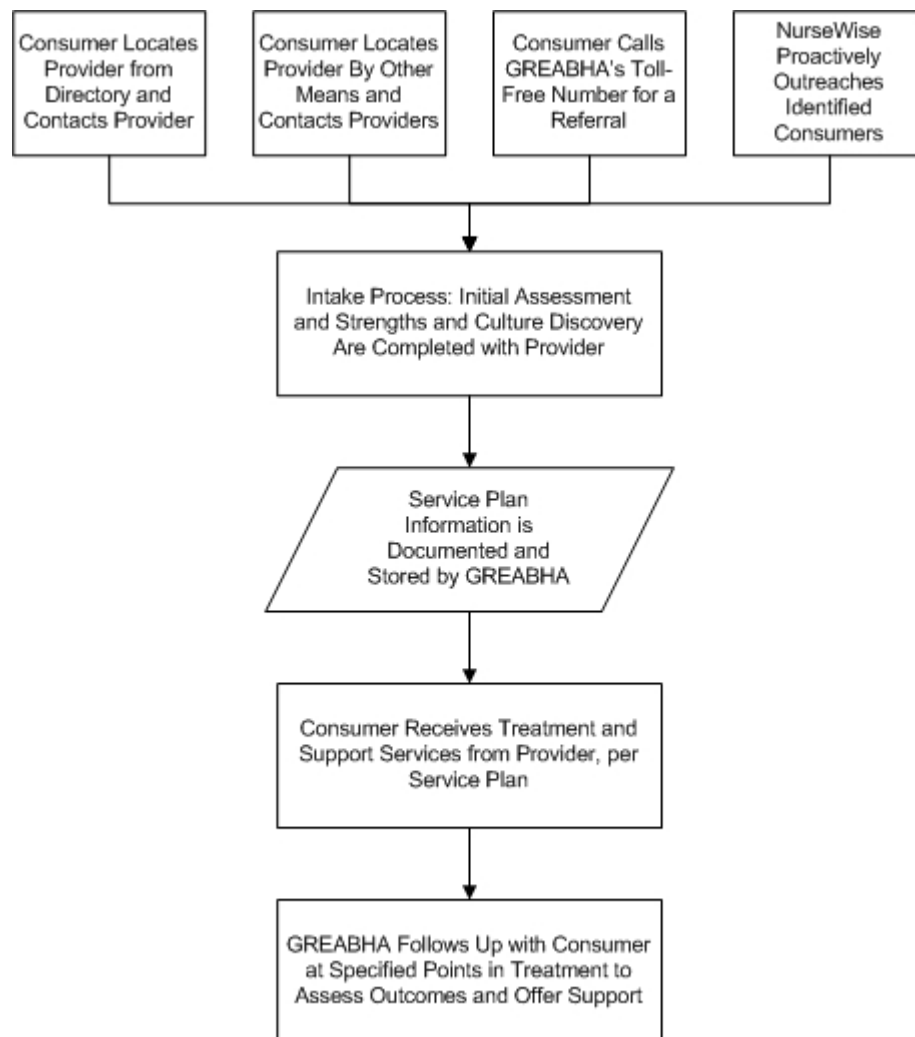 Consumer Locates
Provider from
Directory and
Contacts Provider
Consumer Locates
Provider By Other
Means and
Contacts Providers
Consumer Calls
GREABHA's Toll-
Free Number for a
Referral
NurseWise
Proactively
Outreaches
Identified
Consumers
Intake Process: Initial Assessment
and Strengths and Culture Discovery
Are Completed with Provider
Service Plan
Information is
Documented and
Stored by GREABHA
Consumer Receives Treatment and
Support Services from Provider, per
Service Plan
GREABHA Follows Up with Consumer
at Specified Points in Treatment to
Assess Outcomes and Offer Support